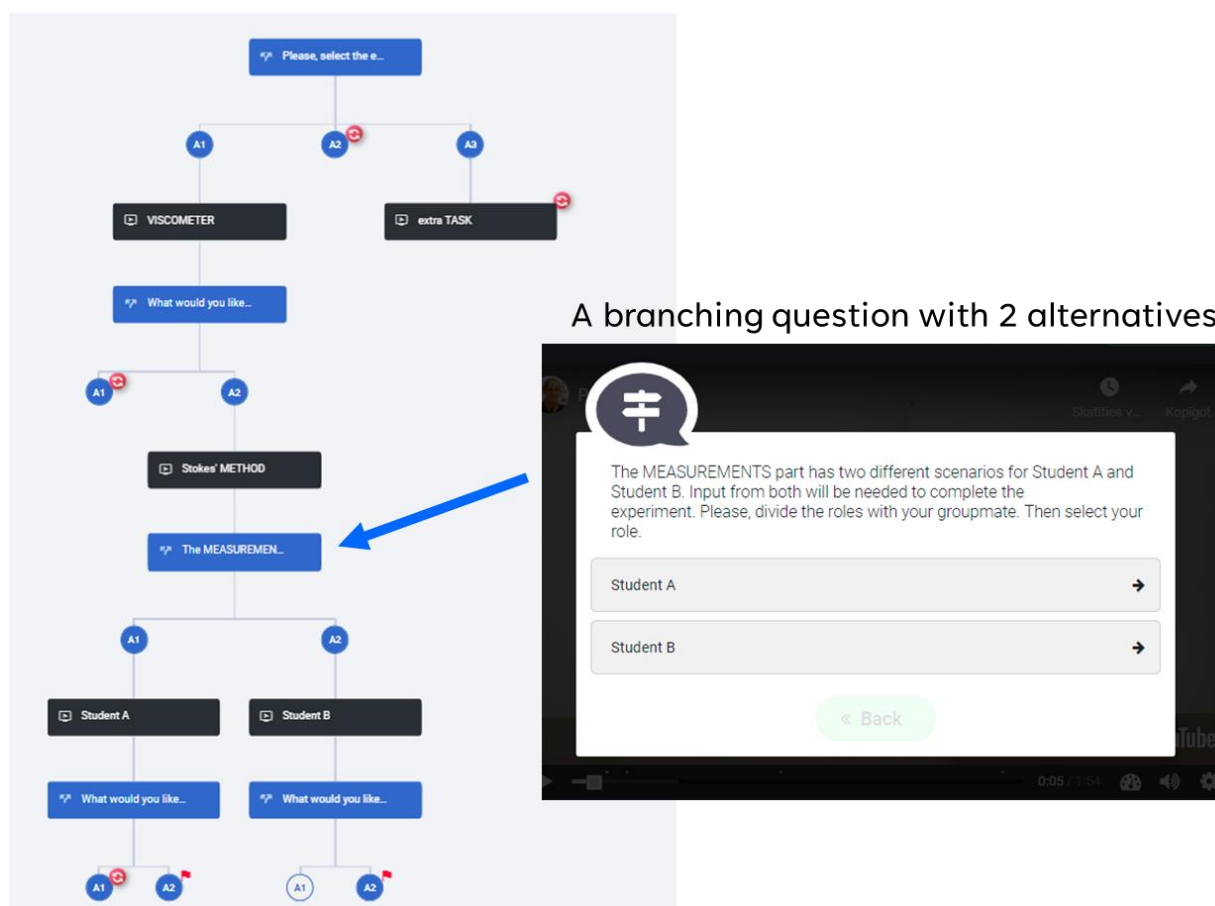 Please, select the e...
A1
A2
A3
VISCOMETER
extra TASK
What would you like...
A1
A2
Stokes' METHOD
The MEASUREMEN...
A1
A2
Student A
Student B
What would you like...
What would you like...
A1
A2
A1
A2
A branching question with 2 alternatives
P
Skatīties v...
Kopīgot
The MEASUREMENTS part has two different scenarios for Student A and
Student B. Input from both will be needed to complete the
experiment. Please, divide the roles with your groupmate. Then select your
role.
Student A
Student B
« Back
uTube
0:05 / 1:54